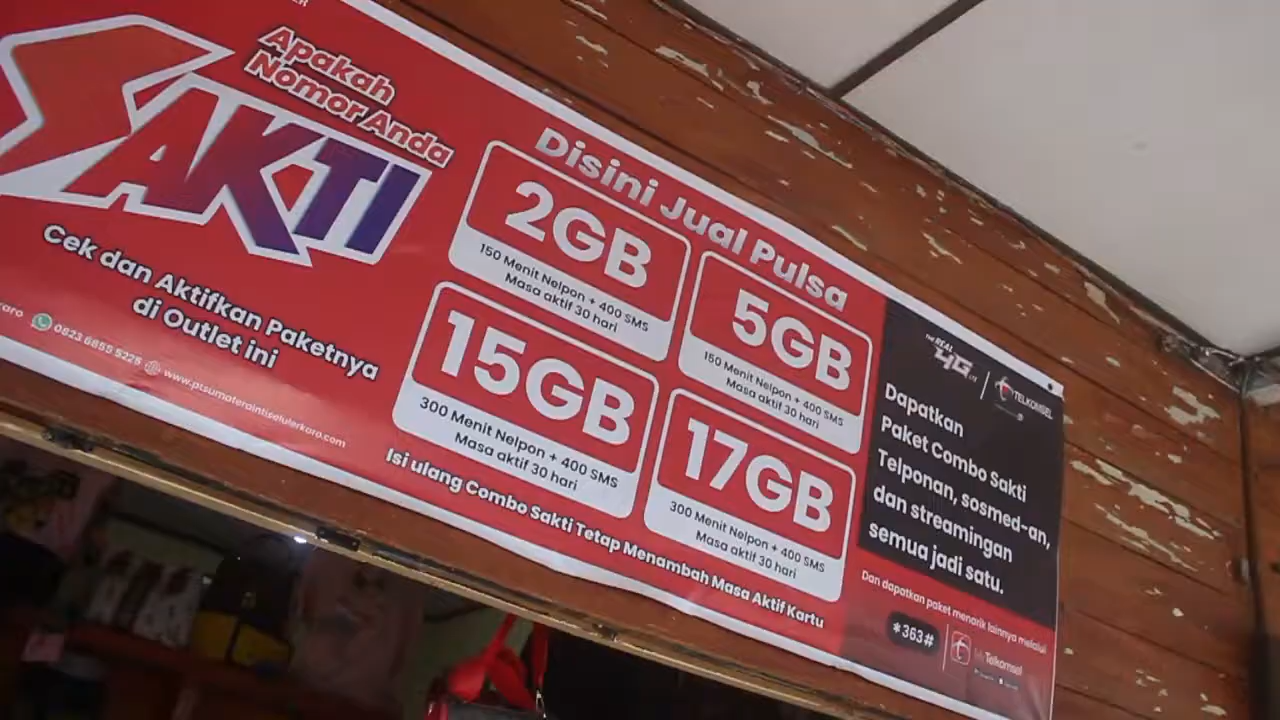 Apakah
Nomor Anda
SAKTI
Cek dan Aktifkan Paketnya
di Outlet ini
0823 6855 5225 www.ptsumateraintiselulerkaro.com
Disini Jual Pulsa
2GB
150 Menit Nelpon + 400 SMS
Masa aktif 30 hari
5GB
150 Menit Nelpon + 400 SMS
Masa aktif 30 hari
15GB
300 Menit Nelpon + 400 SMS
Masa aktif 30 hari
17GB
300 Menit Nelpon + 400 SMS
Masa aktif 30 hari
Isi ulang Combo Sakti Tetap Menambah Masa Aktif Kartu
THE REAL
4G LTE
TELKOMSEL
Dapatkan
Paket Combo Sakti
Telponan, sosmed-an,
dan streamingan
semua jadi satu.
Dan dapatkan paket menarik lainnya melalui
*363#
MyTelkomsel